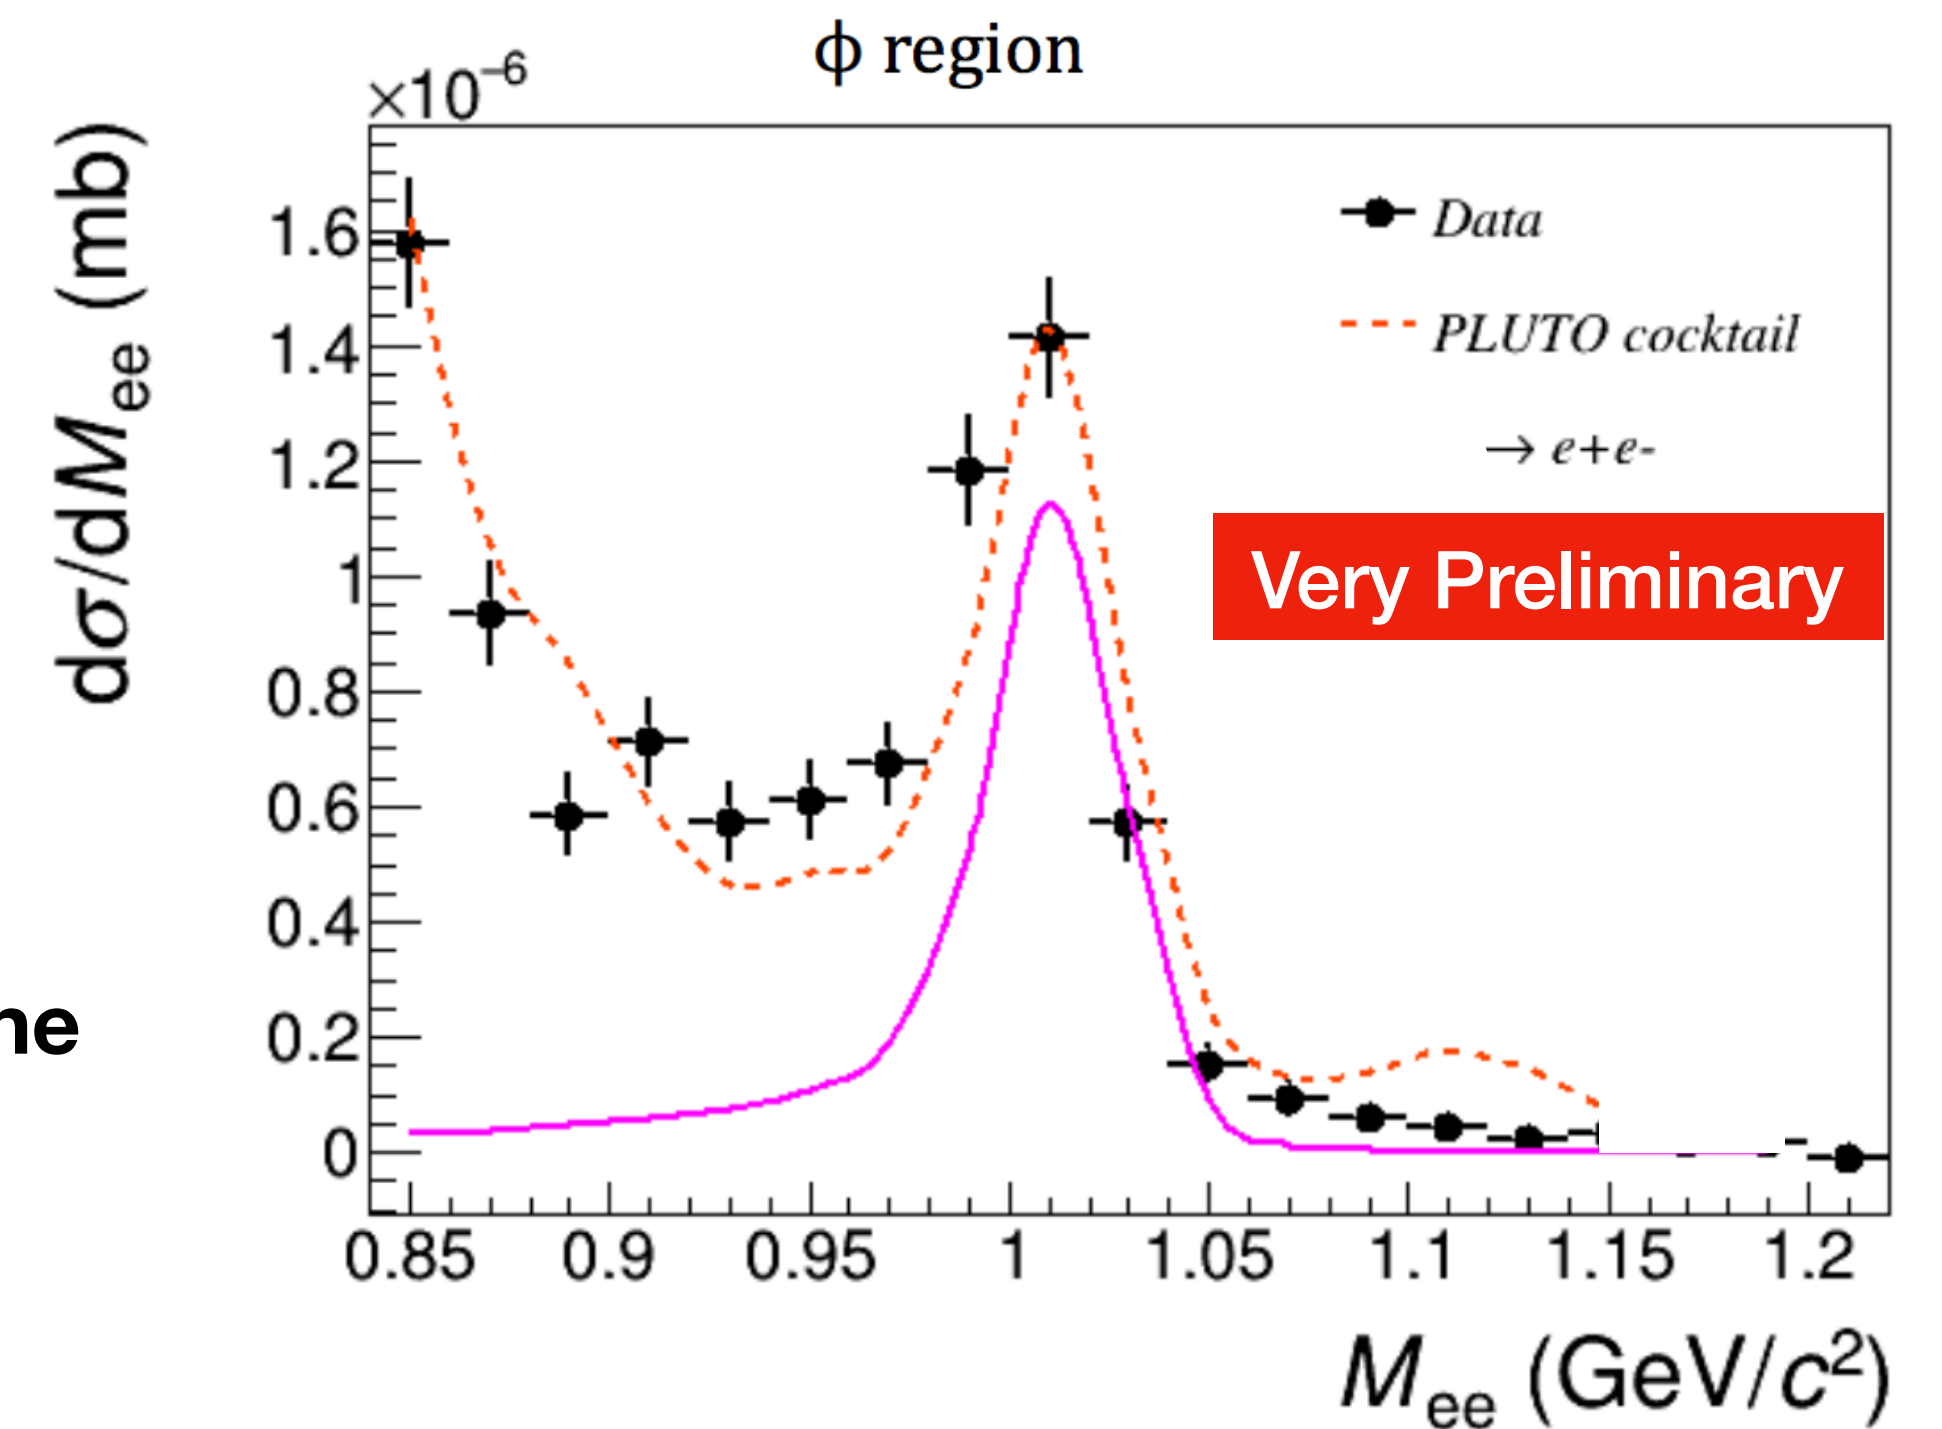 ϕ region
×10⁻⁶
dσ/dMee (mb)
Data
PLUTO cocktail
→ e+e-
Very Preliminary
1.6
1.4
1.2
1
0.8
0.6
0.4
0.2
0
ne
0.85 0.9 0.95 1 1.05 1.1 1.15 1.2
Mee (GeV/c²)